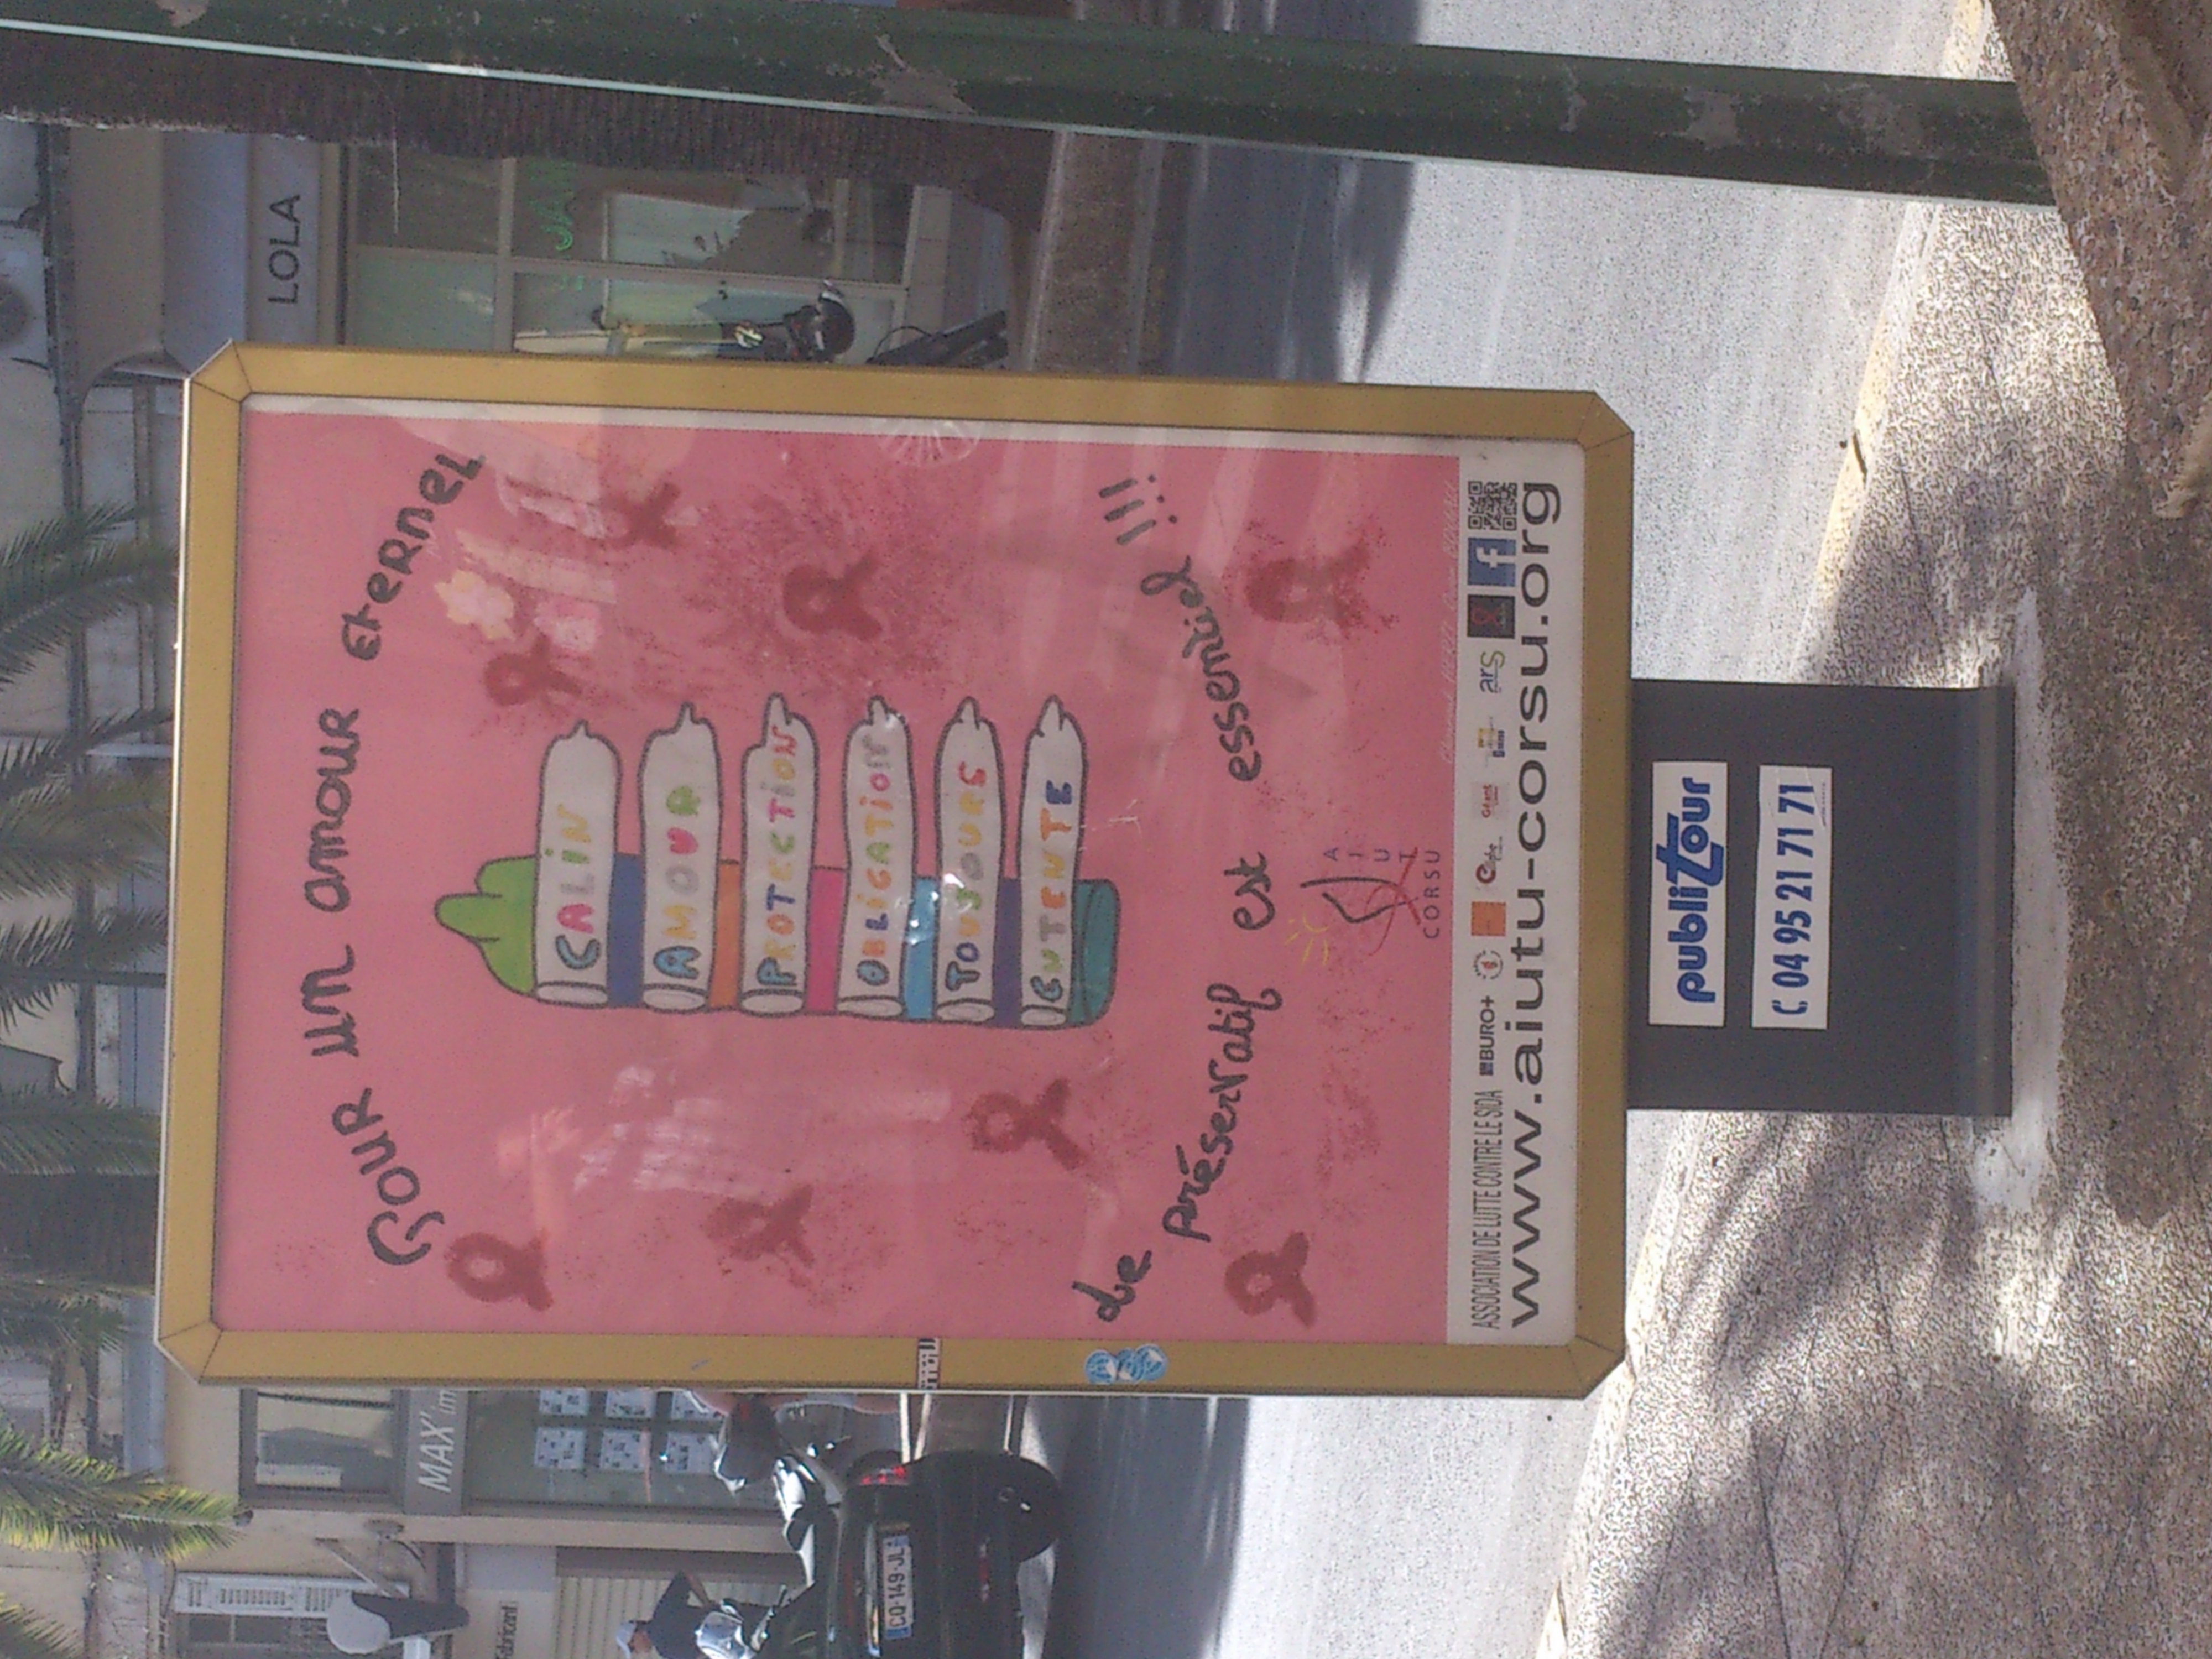 LOLA
Pour un amour eternel
CALiN
AMOUR
PROTECTiON
OBLiGATiON
TOUJOURS
ENTENTE
Le préservatif est essentiel !!!
AIUTU
CORSU
ASSOCIATION DE LUTTE CONTRE LE SIDA
BURO+
ars
f
www.aiutu-corsu.org
publiTour
04 95 21 71 71
MAX'im
CQ-149-JL